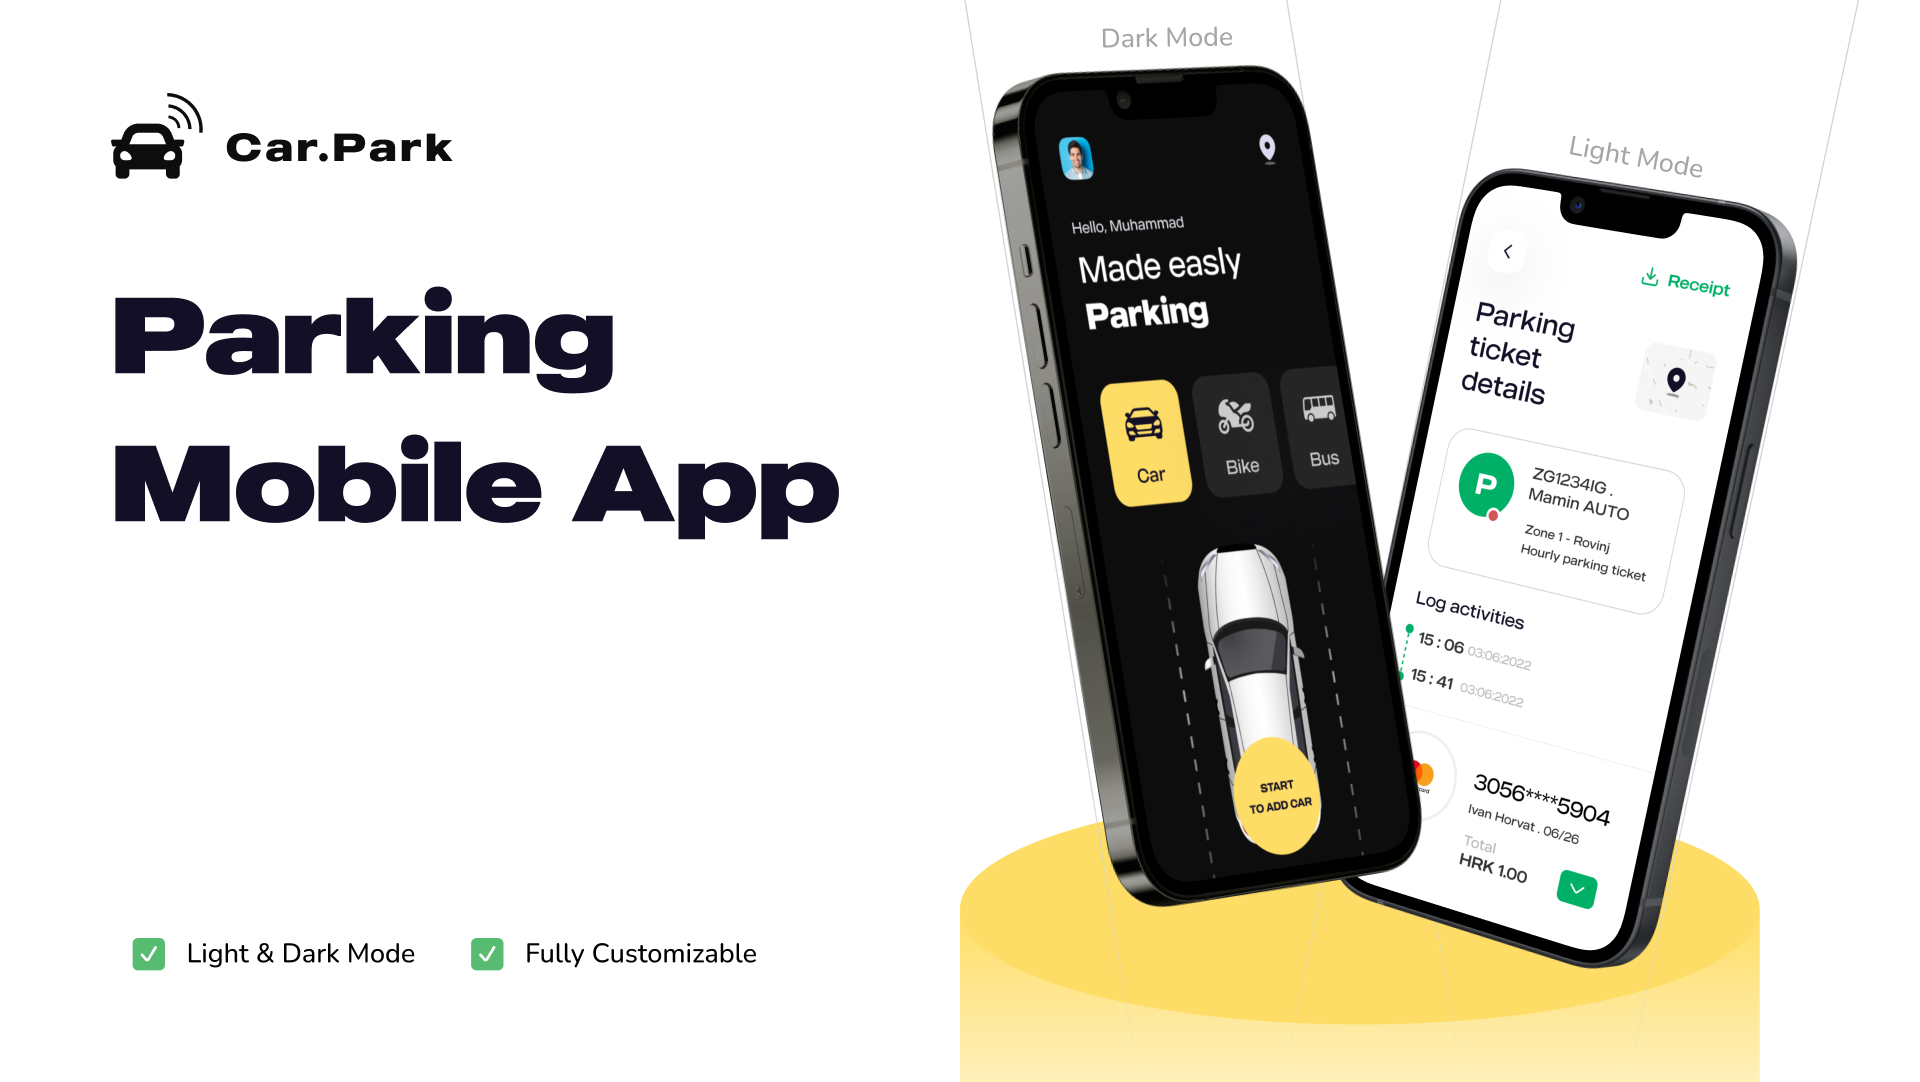 Car.Park
Parking
Mobile App
Light & Dark Mode
Fully Customizable
Dark Mode
Hello, Muhammad
Made easly
Parking
Car
Bike
Bus
START
TO ADD CAR
Light Mode
Receipt
Parking
ticket
details
P
ZG1234IG .
Mamin AUTO
Zone 1 - Rovinj
Hourly parking ticket
Log activities
15 : 06 03:06:2022
15 : 41 03:06:2022
3056****5904
Ivan Horvat . 06/26
Total
HRK 1.00